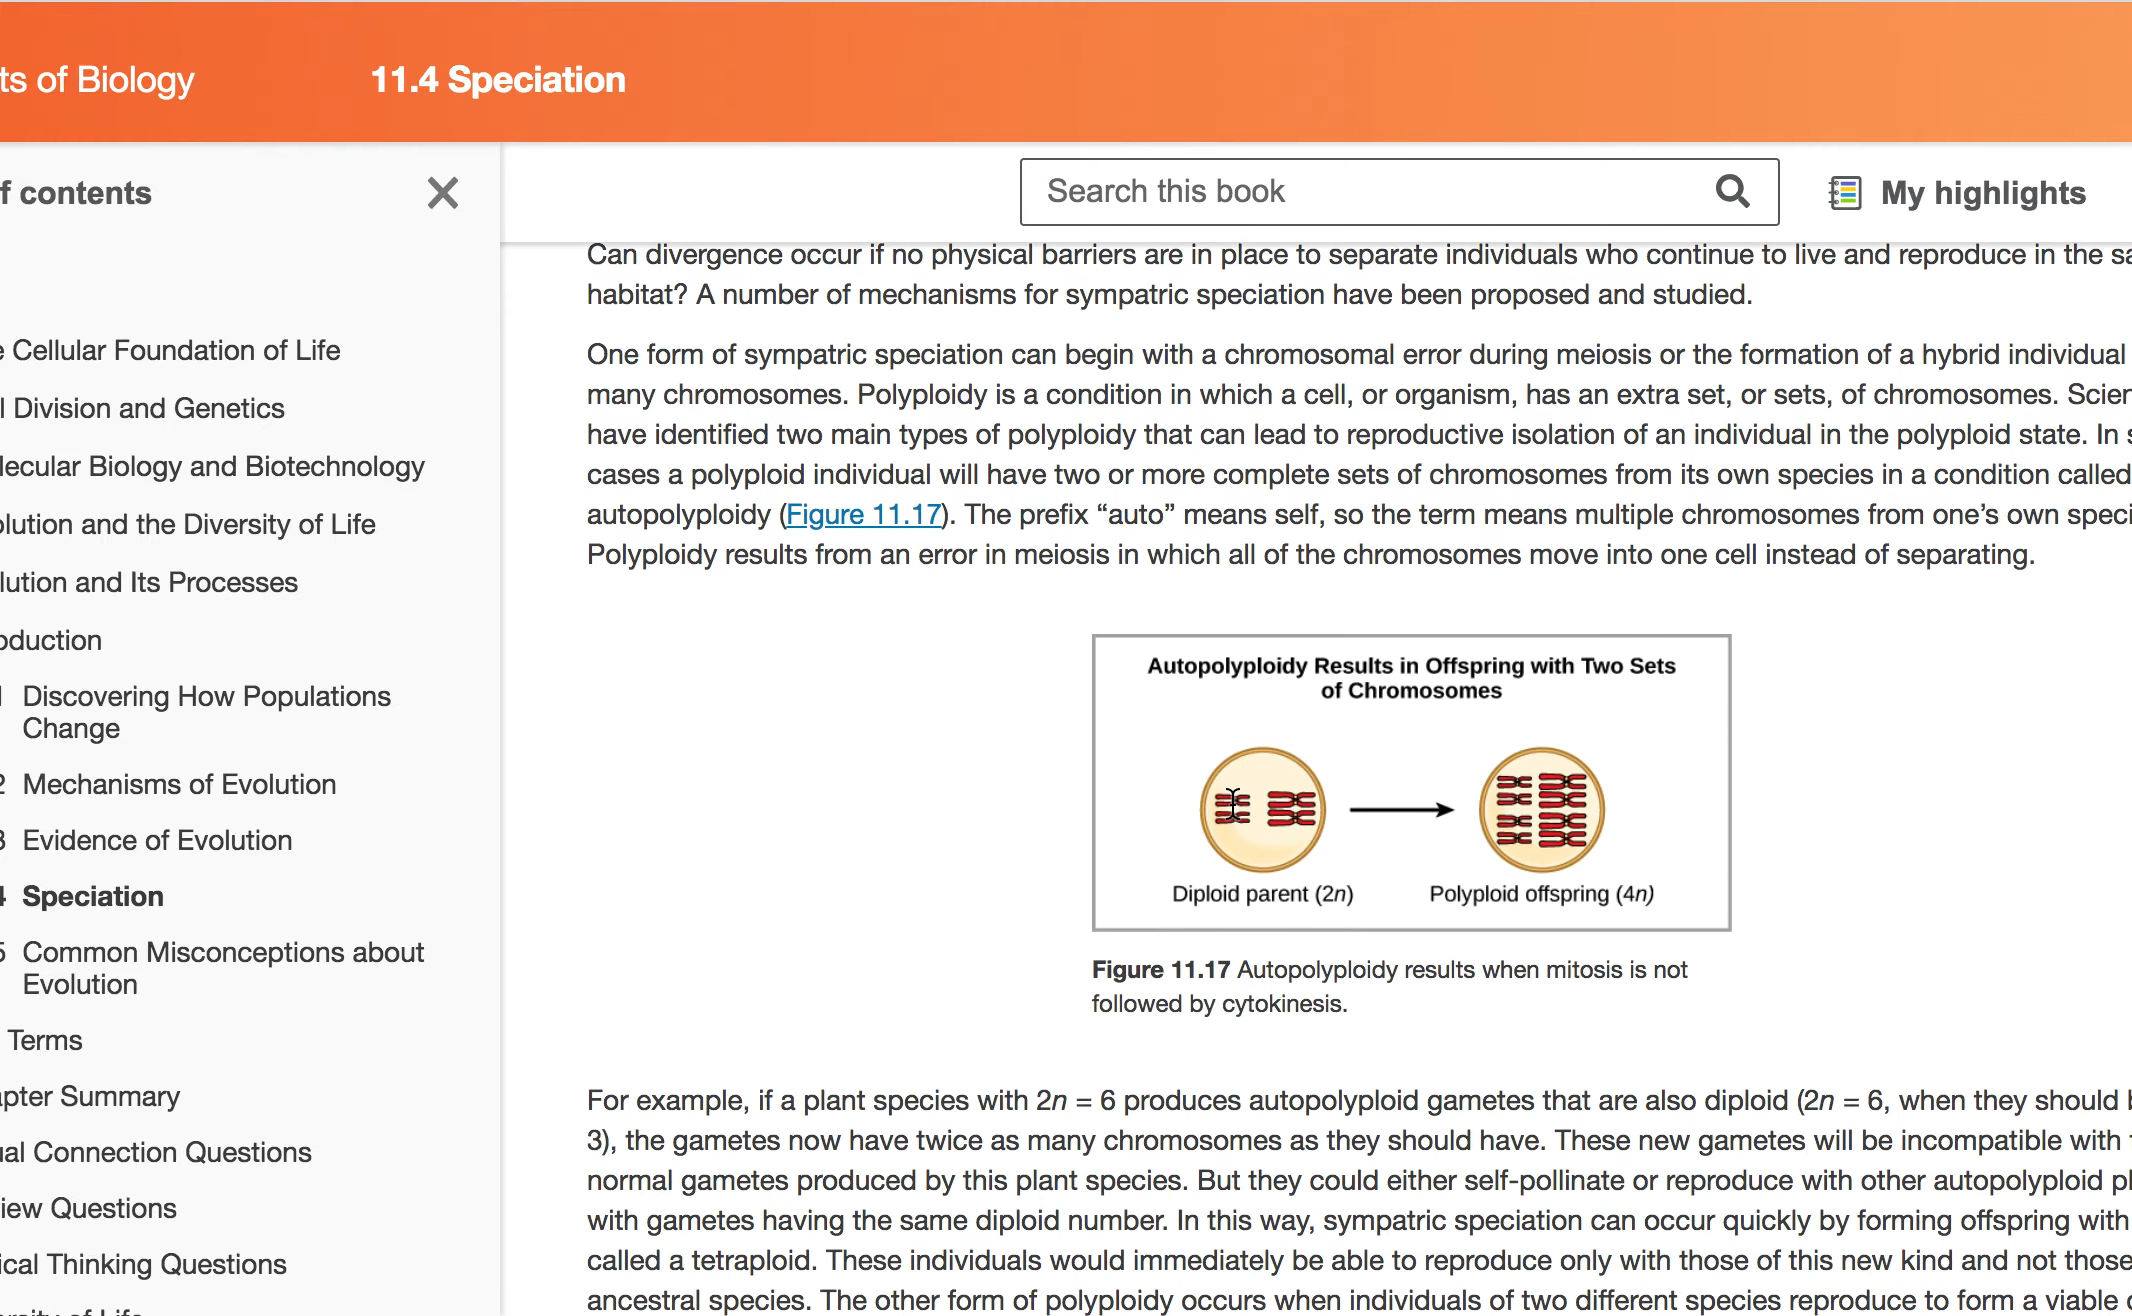 ts of Biology
11.4 Speciation
f contents
Search this book
My highlights
Cellular Foundation of Life
l Division and Genetics
lecular Biology and Biotechnology
olution and the Diversity of Life
lution and Its Processes
oduction
Discovering How Populations
Change
2 Mechanisms of Evolution
3 Evidence of Evolution
4 Speciation
5 Common Misconceptions about
Evolution
Terms
apter Summary
ual Connection Questions
iew Questions
ical Thinking Questions
Can divergence occur if no physical barriers are in place to separate individuals who continue to live and reproduce in the sa
habitat? A number of mechanisms for sympatric speciation have been proposed and studied.
One form of sympatric speciation can begin with a chromosomal error during meiosis or the formation of a hybrid individual
many chromosomes. Polyploidy is a condition in which a cell, or organism, has an extra set, or sets, of chromosomes. Scien
have identified two main types of polyploidy that can lead to reproductive isolation of an individual in the polyploid state. In s
cases a polyploid individual will have two or more complete sets of chromosomes from its own species in a condition called
autopolyploidy (Figure 11.17). The prefix “auto” means self, so the term means multiple chromosomes from one’s own speci
Polyploidy results from an error in meiosis in which all of the chromosomes move into one cell instead of separating.
Autopolyploidy Results in Offspring with Two Sets
of Chromosomes
Diploid parent (2n)
Polyploid offspring (4n)
Figure 11.17 Autopolyploidy results when mitosis is not
followed by cytokinesis.
For example, if a plant species with 2n = 6 produces autopolyploid gametes that are also diploid (2n = 6, when they should b
3), the gametes now have twice as many chromosomes as they should have. These new gametes will be incompatible with
normal gametes produced by this plant species. But they could either self-pollinate or reproduce with other autopolyploid pl
with gametes having the same diploid number. In this way, sympatric speciation can occur quickly by forming offspring with
called a tetraploid. These individuals would immediately be able to reproduce only with those of this new kind and not those
ancestral species. The other form of polyploidy occurs when individuals of two different species reproduce to form a viable